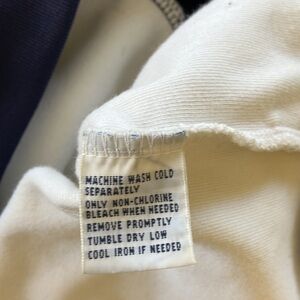 MACHINE WASH COLD
SEPARATELY
ONLY NON-CHLORINE
BLEACH WHEN NEEDED
REMOVE PROMPTLY
TUMBLE DRY LOW
COOL IRON IF NEEDED